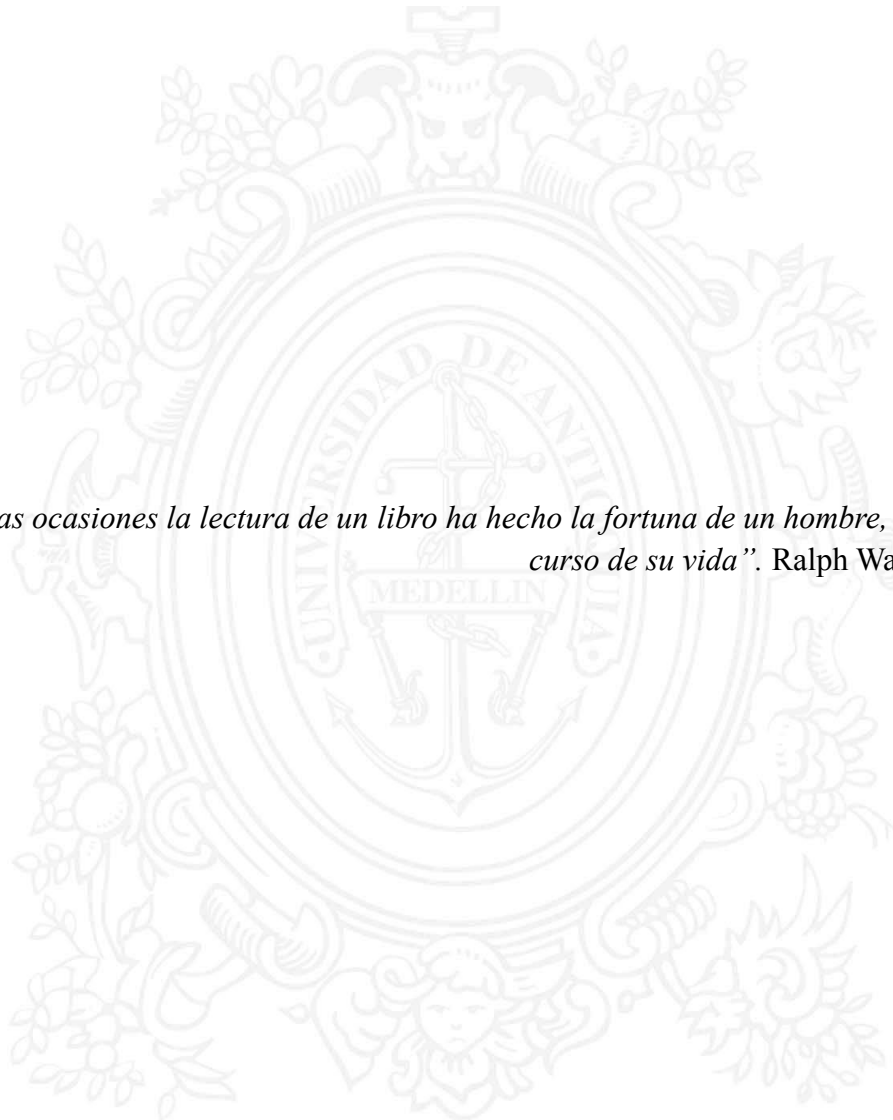 UNIVERSIDAD DE ANTIOQUIA
as ocasiones la lectura de un libro ha hecho la fortuna de un hombre,
curso de su vida”. Ralph Wa
MEDELLIN